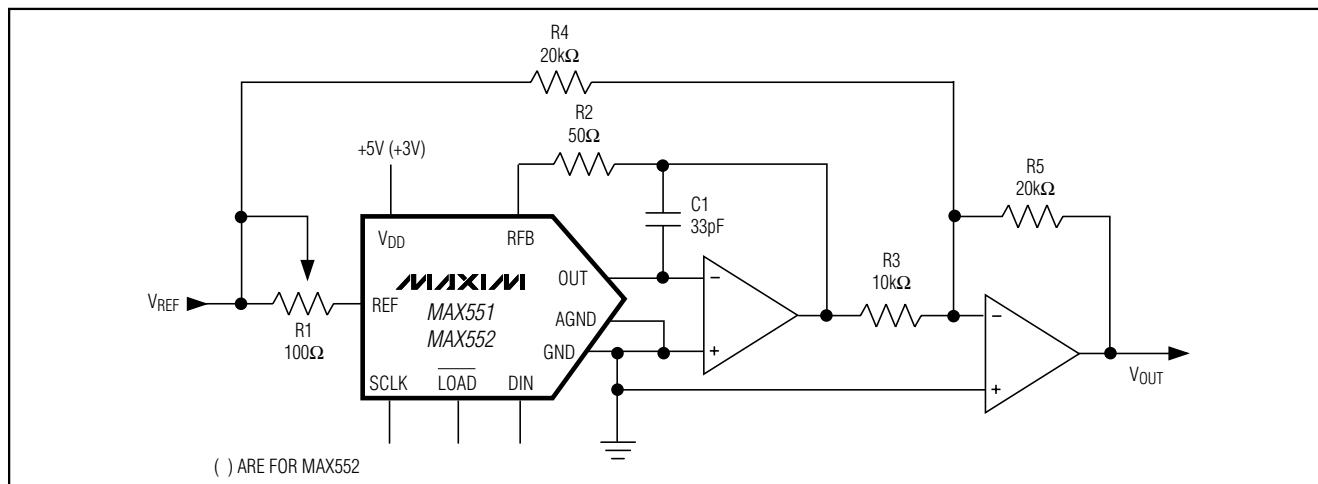 R4
20kΩ
R2
50Ω
+5V (+3V)
R5
20kΩ
C1
33pF
VDD
RFB
R3
10kΩ
MAXIM
OUT
−
VREF
REF
MAX551
R1
100Ω
AGND
MAX552
−
GND
+
SCLK
LOAD
DIN
+
VOUT
( ) ARE FOR MAX552